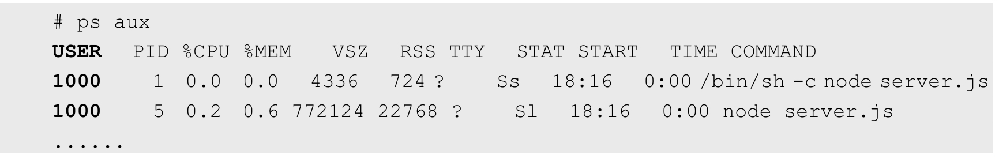 # ps aux
USER PID %CPU %MEM VSZ RSS TTY STAT START TIME COMMAND
1000 1 0.0 0.0 4336 724 ? Ss 18:16 0:00 /bin/sh -c node server.js
1000 5 0.2 0.6 772124 22768 ? Sl 18:16 0:00 node server.js
......